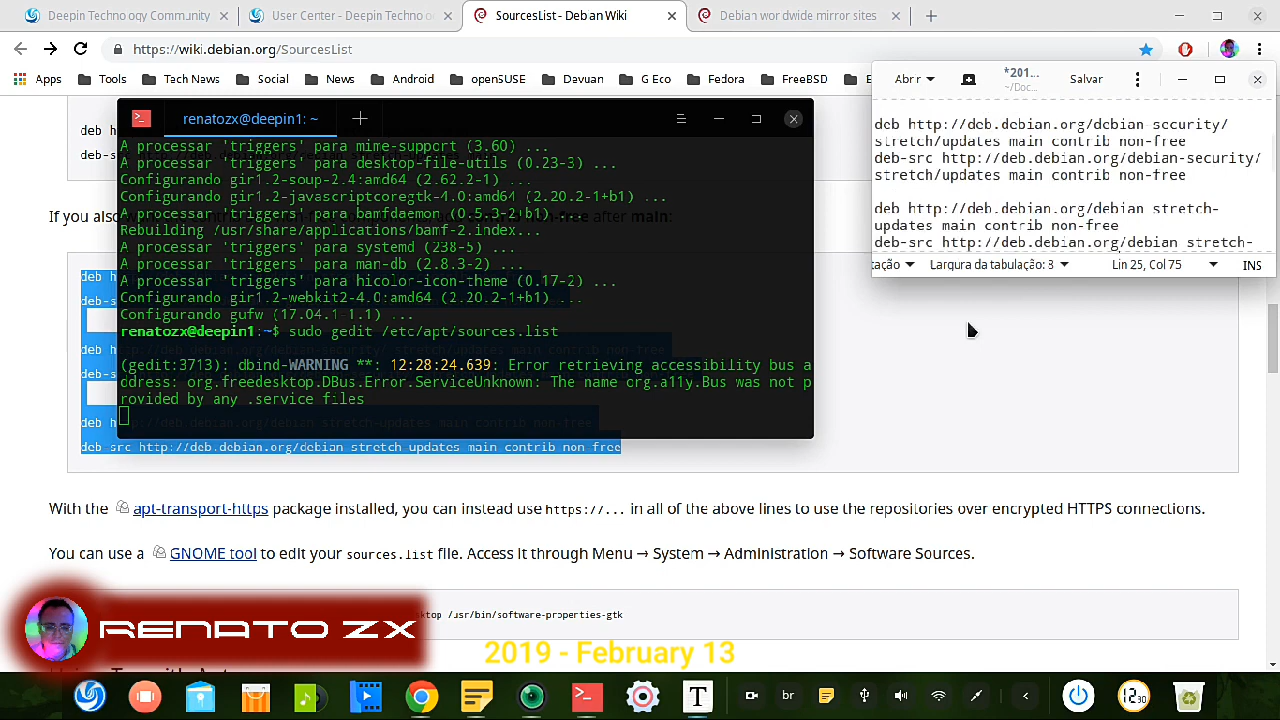 Deepin Technology Community
User Center - Deepin Technolo
SourcesList - Debian Wiki
Debian worldwide mirror sites
https://wiki.debian.org/SourcesList
Apps
Tools
Tech News
Social
News
Android
openSUSE
Devuan
G Eco
Fedora
FreeBSD
Abrir
*201...
~/Doc...
Salvar
deb http://deb.debian.org/debian-security/
stretch/updates main contrib non-free
deb-src http://deb.debian.org/debian-security/
stretch/updates main contrib non-free
deb http://deb.debian.org/debian stretch-
updates main contrib non-free
deb-src http://deb.debian.org/debian stretch-
tação
Largura da tabulação: 8
Lin 25, Col 75
INS
renatozx@deepin1: ~
A processar 'triggers' para mime-support (3.60) ...
A processar 'triggers' para desktop-file-utils (0.23-3) ...
Configurando gir1.2-soup-2.4:amd64 (2.62.2-1) ...
Configurando gir1.2-javascriptcoregtk-4.0:amd64 (2.20.2-1+b1) ...
A processar 'triggers' para bamfdaemon (0.5.3-2) ...
Rebuilding /usr/share/applications/bamf-2.index...
A processar 'triggers' para systemd (238-5) ...
A processar 'triggers' para man-db (2.8.3-2) ...
A processar 'triggers' para hicolor-icon-theme (0.17-2) ...
Configurando gir1.2-webkit2-4.0:amd64 (2.20.2-1+b1) ...
Configurando gufw (17.04.1-1.1) ...
renatozx@deepin1:~$ sudo gedit /etc/apt/sources.list
(gedit:3713): dbind-WARNING **: 12:28:24.639: Error retrieving accessibility bus a
ddress: org.freedesktop.DBus.Error.ServiceUnknown: The name org.a11y.Bus was not p
rovided by any .service files
deb
deb-src
If you also
after main:
deb-src http://deb.debian.org/debian stretch-updates main contrib non-free
With the apt-transport-https package installed, you can instead use https://... in all of the above lines to use the repositories over encrypted HTTPS connections.
You can use a GNOME tool to edit your sources.list file. Access it through Menu → System → Administration → Software Sources.
/usr/bin/software-properties-gtk
RENATO ZX
2019 - February 13
br
12:30